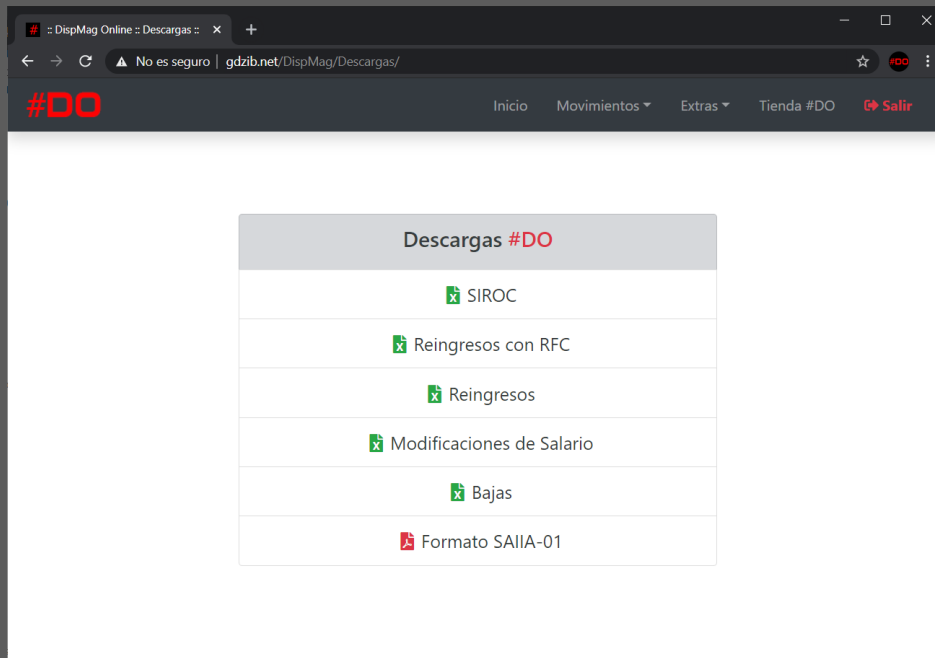 # :: DispMag Online :: Descargas ::
No es seguro | gdzib.net/DispMag/Descargas/
#DO
#DO
Inicio
Movimientos
Extras
Tienda #DO
Salir
Descargas #DO
SIROC
Reingresos con RFC
Reingresos
Modificaciones de Salario
Bajas
Formato SAIIA-01